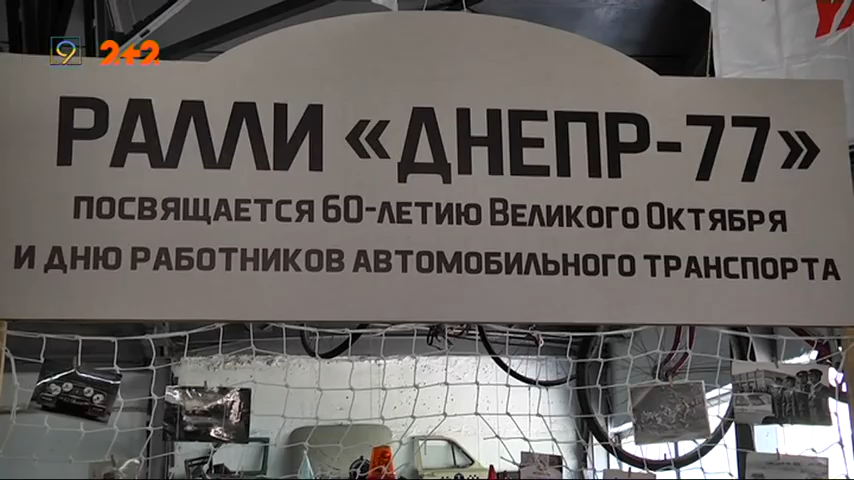 9 2+2
РАЛЛИ «ДНЕПР-77»
ПОСВЯЩАЕТСЯ 60-ЛЕТИЮ ВЕЛИКОГО ОКТЯБРЯ
И ДНЮ РАБОТНИКОВ АВТОМОБИЛЬНОГО ТРАНСПОРТА